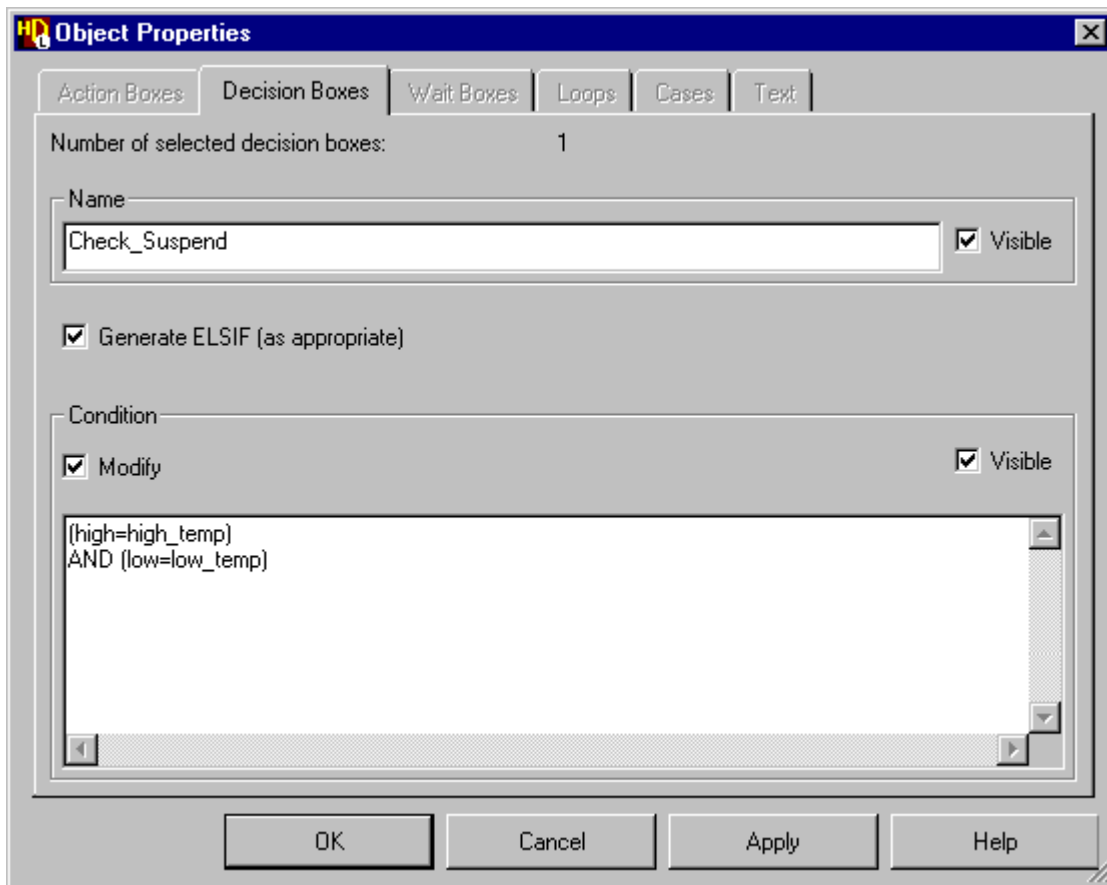 HDL Object Properties
Action Boxes Decision Boxes Wait Boxes Loops Cases Text
Number of selected decision boxes: 1
Name
Check_Suspend Visible
Generate ELSIF (as appropriate)
Condition
Modify Visible
(high=high_temp)
AND (low=low_temp)
OK Cancel Apply Help